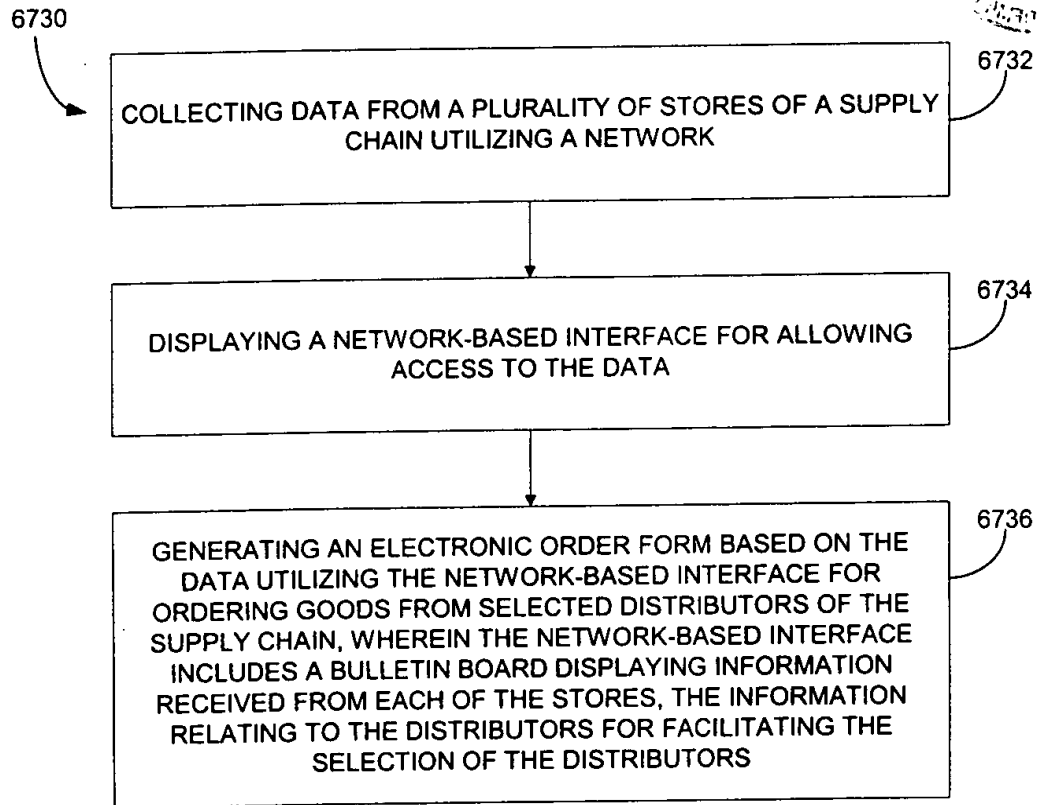 6730
6732
COLLECTING DATA FROM A PLURALITY OF STORES OF A SUPPLY
CHAIN UTILIZING A NETWORK
6734
DISPLAYING A NETWORK-BASED INTERFACE FOR ALLOWING
ACCESS TO THE DATA
6736
GENERATING AN ELECTRONIC ORDER FORM BASED ON THE
DATA UTILIZING THE NETWORK-BASED INTERFACE FOR
ORDERING GOODS FROM SELECTED DISTRIBUTORS OF THE
SUPPLY CHAIN, WHEREIN THE NETWORK-BASED INTERFACE
INCLUDES A BULLETIN BOARD DISPLAYING INFORMATION
RECEIVED FROM EACH OF THE STORES, THE INFORMATION
RELATING TO THE DISTRIBUTORS FOR FACILITATING THE
SELECTION OF THE DISTRIBUTORS